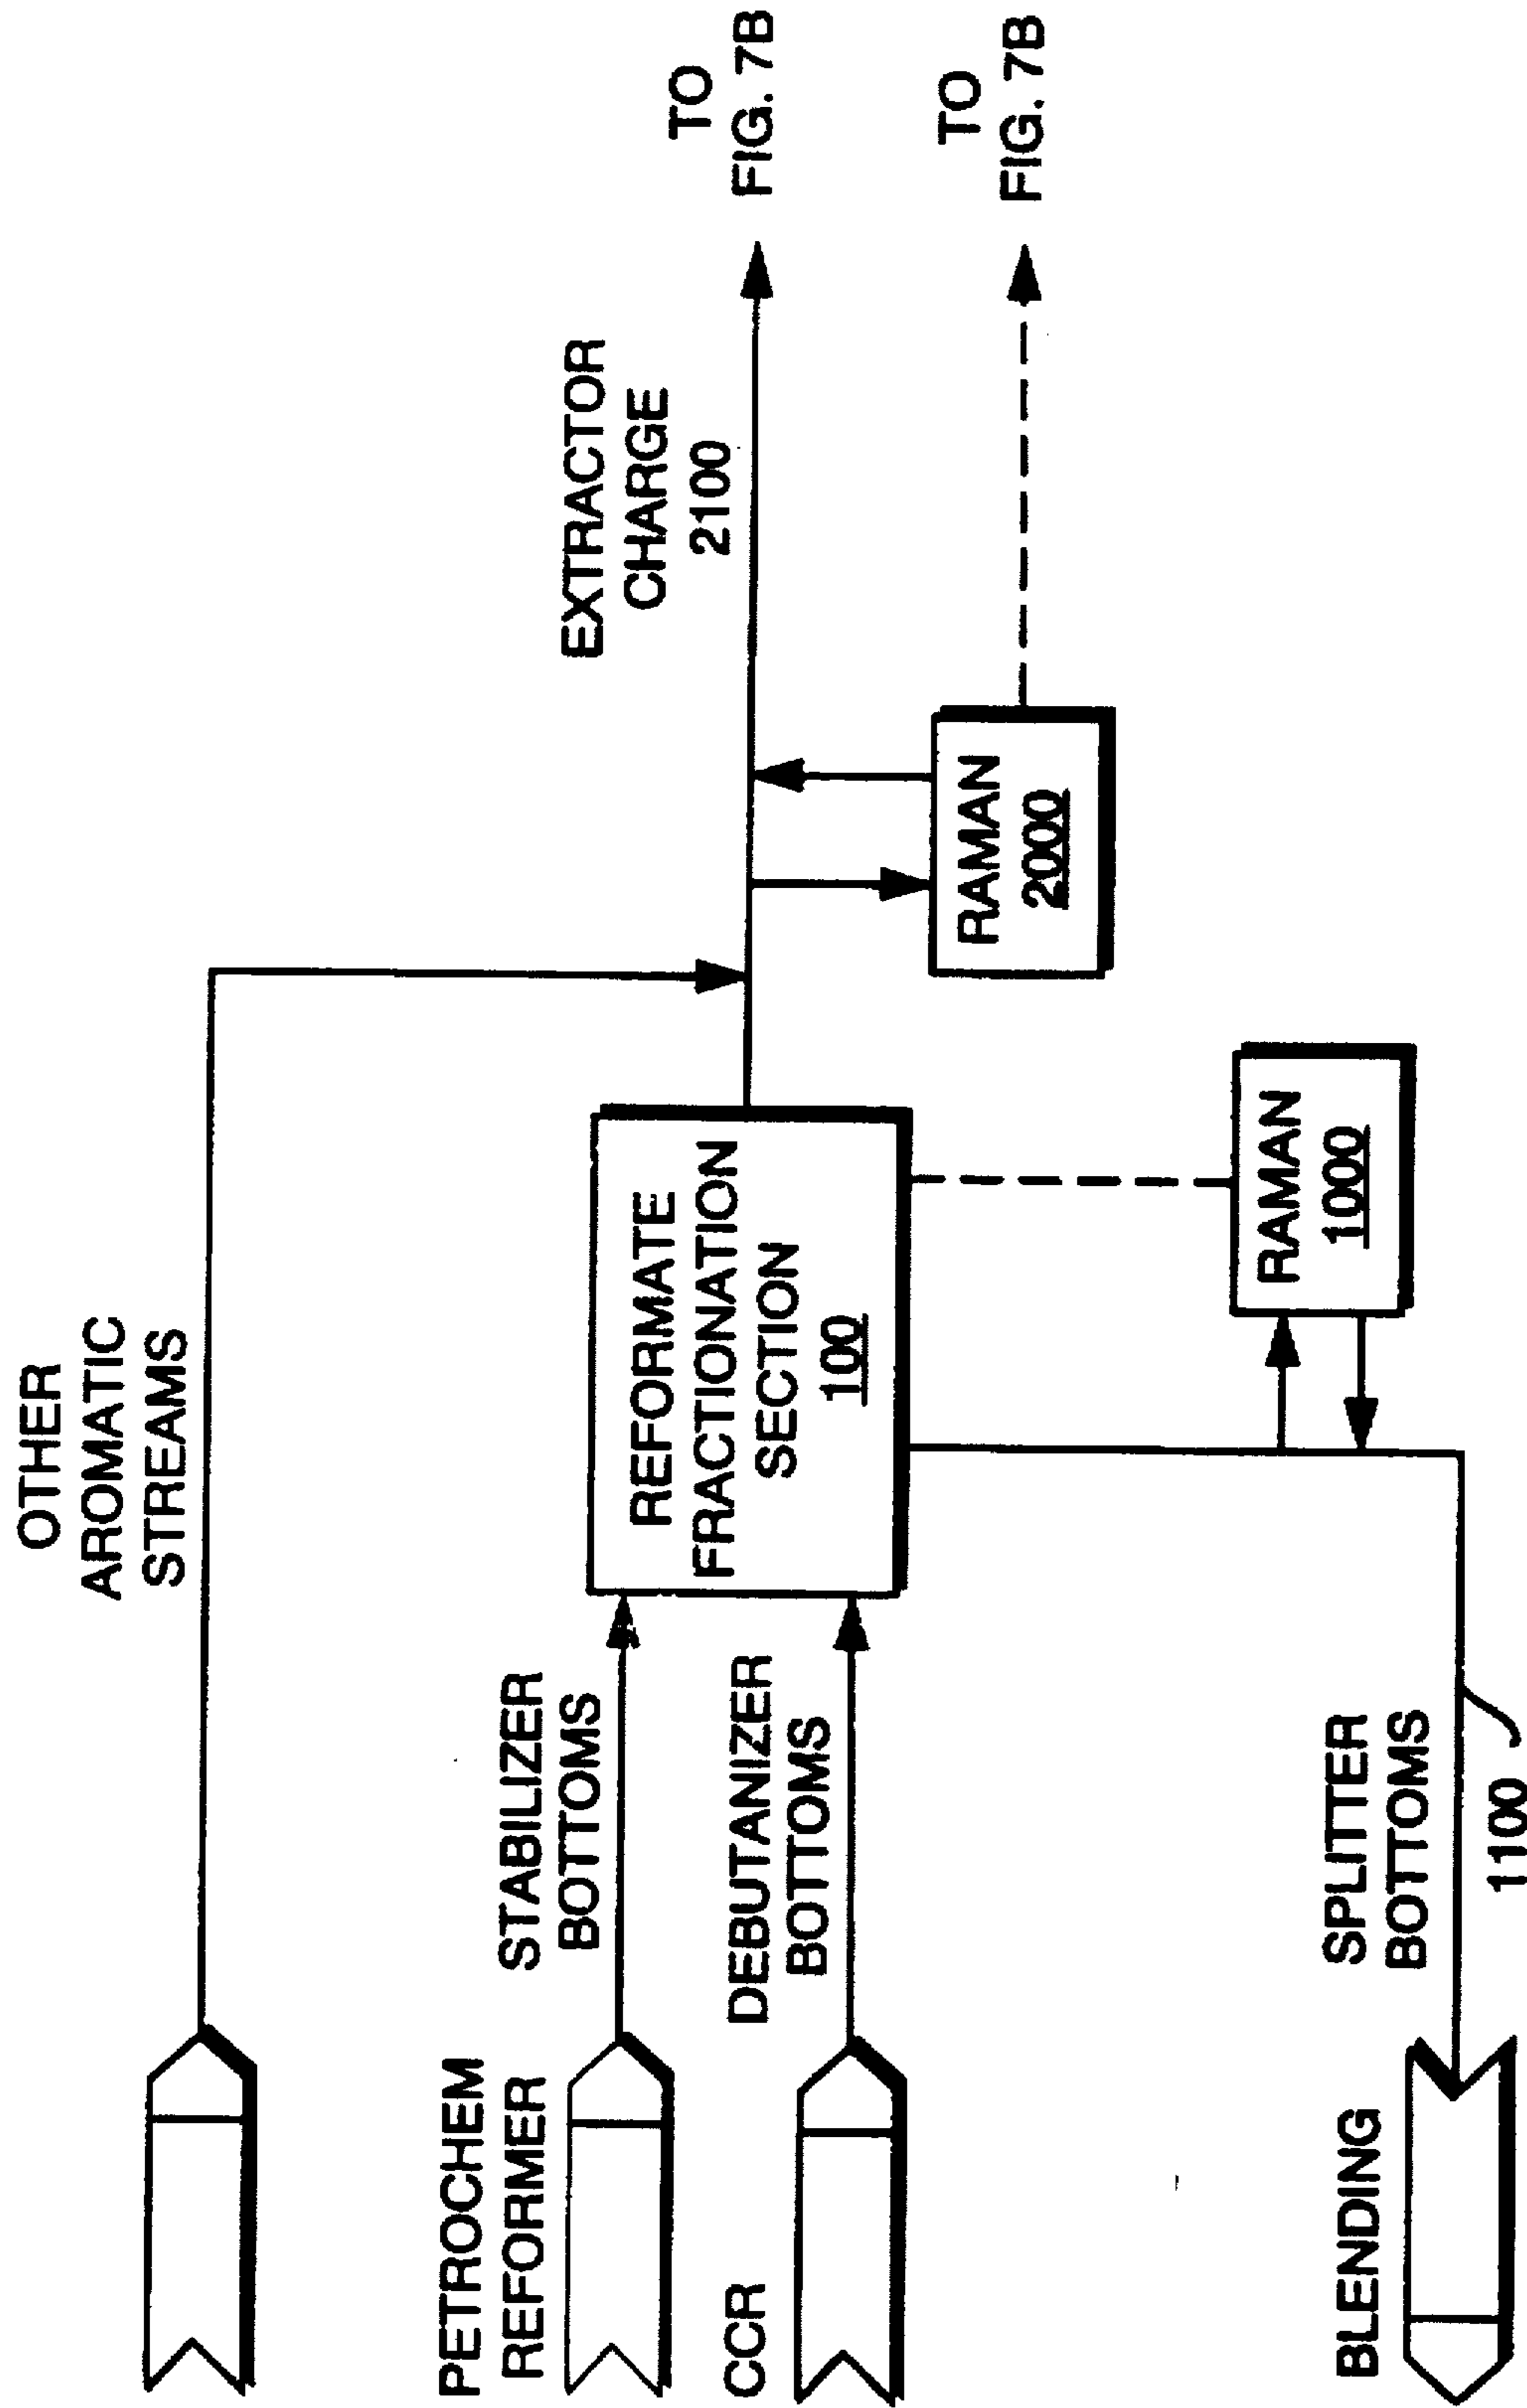 OTHER
AROMATIC
STREAMS
PETROCHEM
REFORMER
STABILIZER
BOTTOMS
CCR
DEBUTANIZER
BOTTOMS
REFORMATE
FRACTIONATION
SECTION
100
EXTRACTOR
CHARGE
2100
TO
FIG. 7B
TO
FIG. 7B
RAMAN
2000
RAMAN
1000
BLENDING
SPLITTER
BOTTOMS
1100